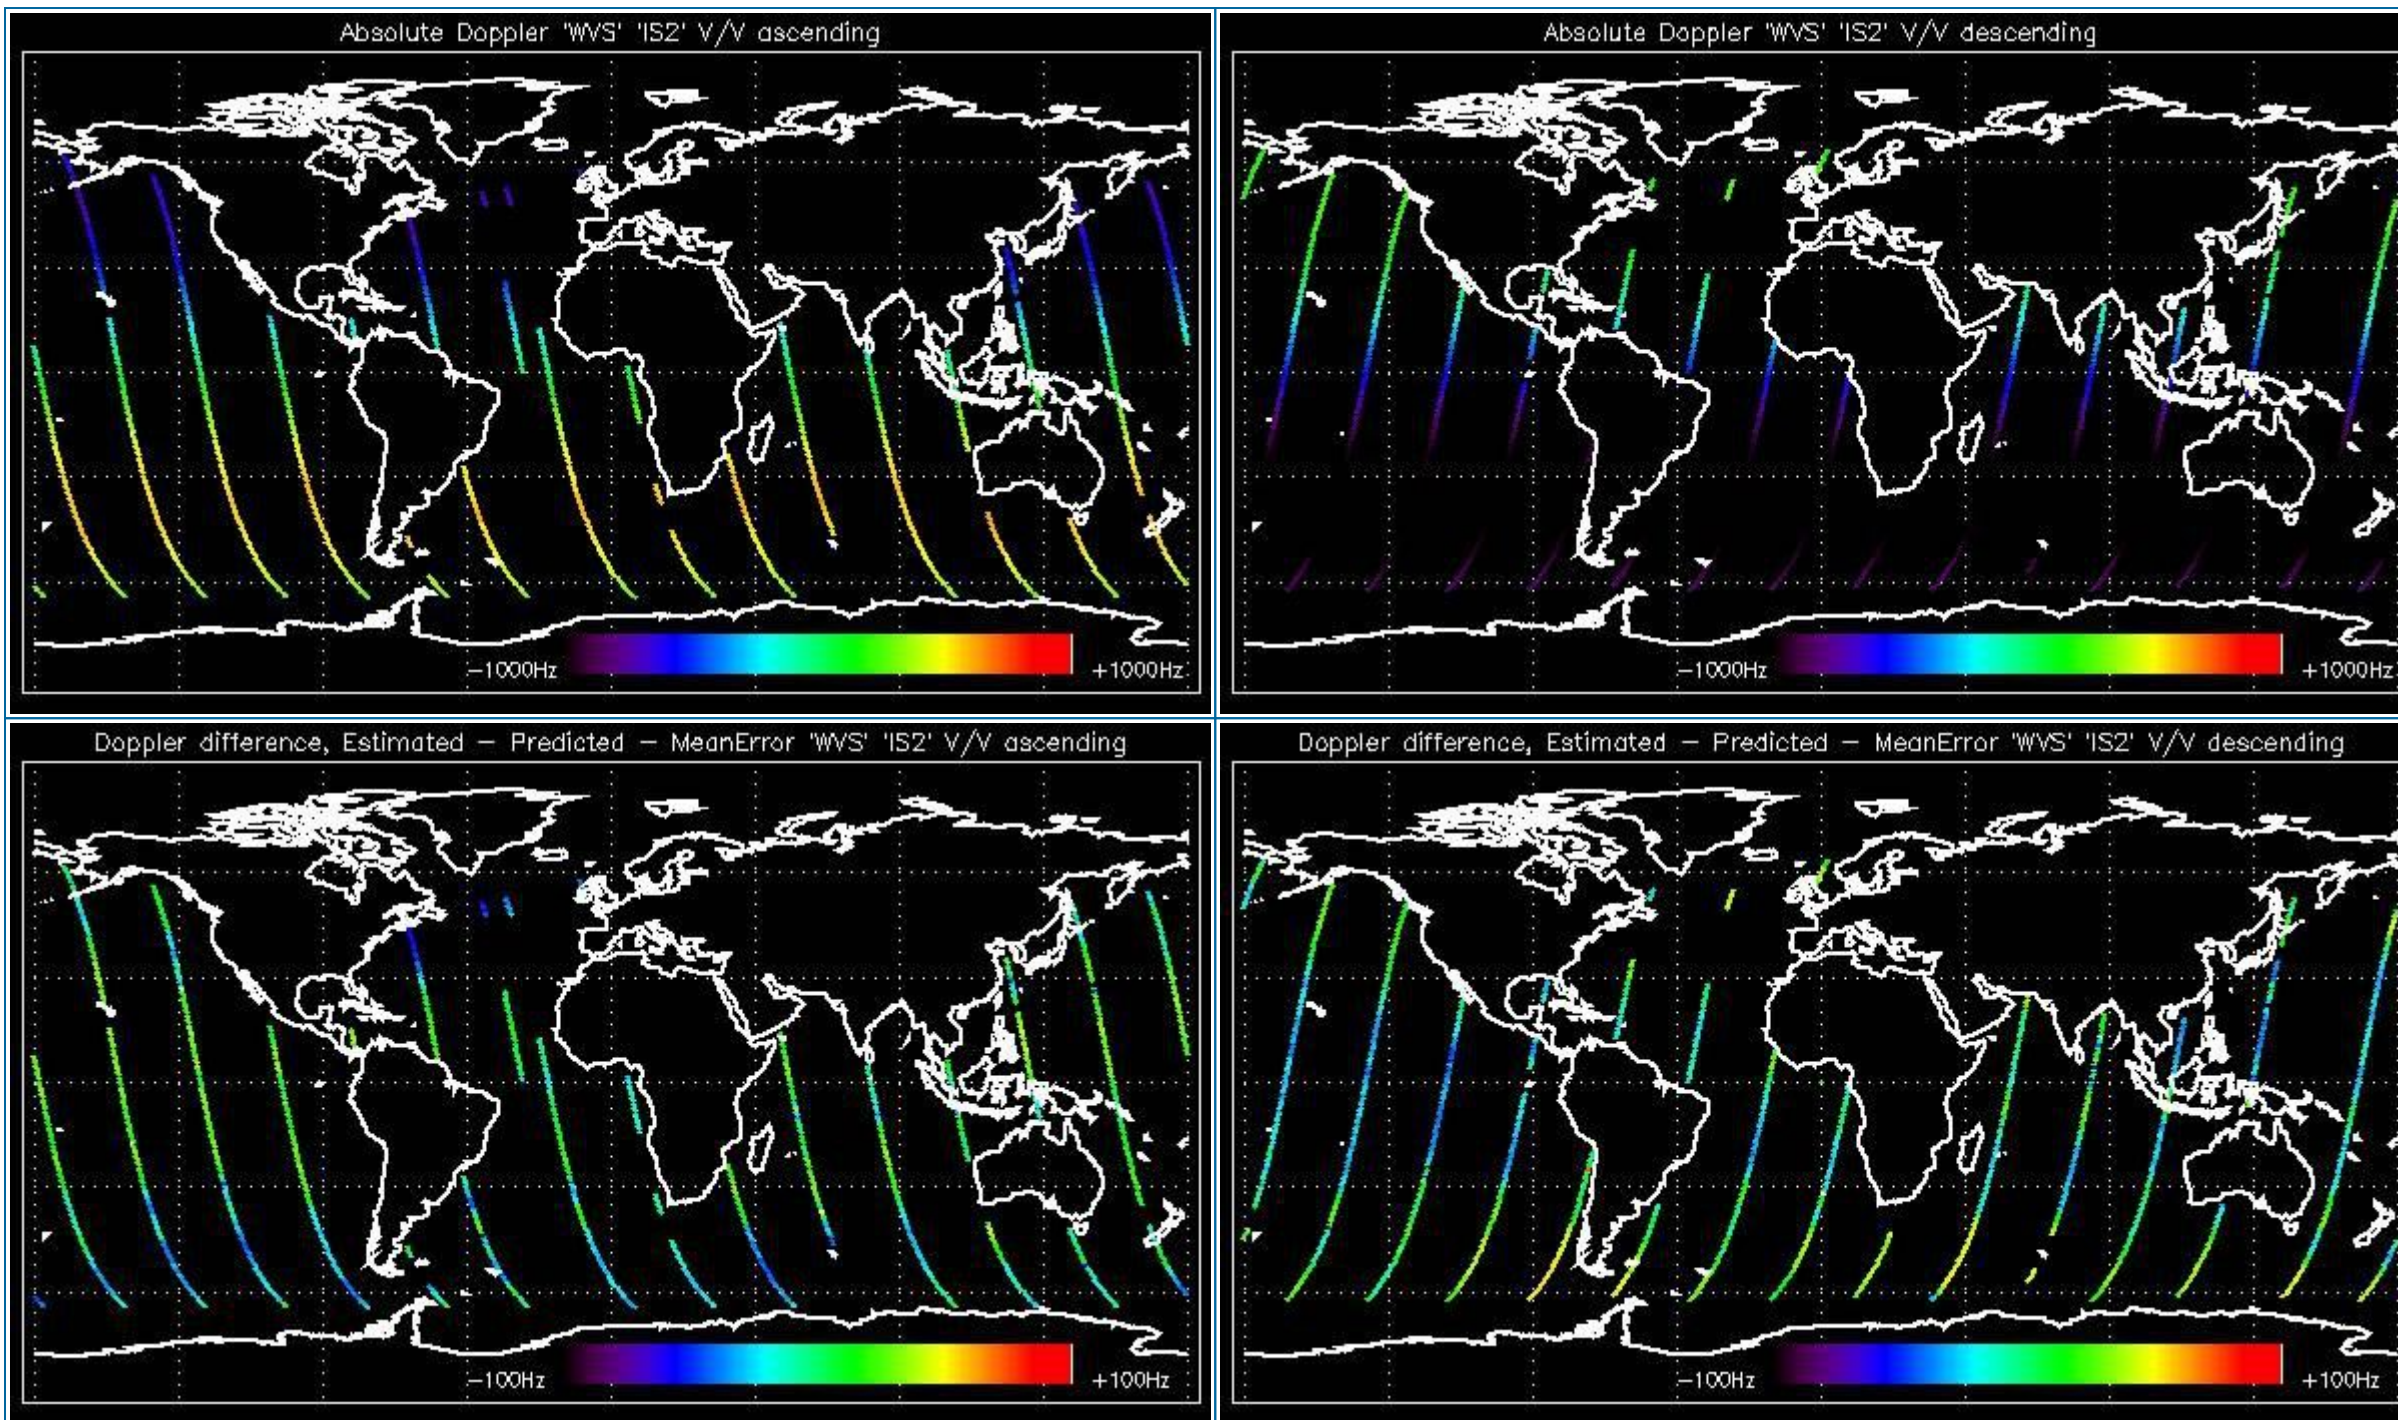 Absolute Doppler 'WVS' 'IS2' V/V ascending
-1000Hz
+1000Hz
Absolute Doppler 'WVS' 'IS2' V/V descending
-1000Hz
+1000Hz
Doppler difference, Estimated - Predicted - MeanError 'WVS' 'IS2' V/V ascending
-100Hz
+100Hz
Doppler difference, Estimated - Predicted - MeanError 'WVS' 'IS2' V/V descending
-100Hz
+100Hz